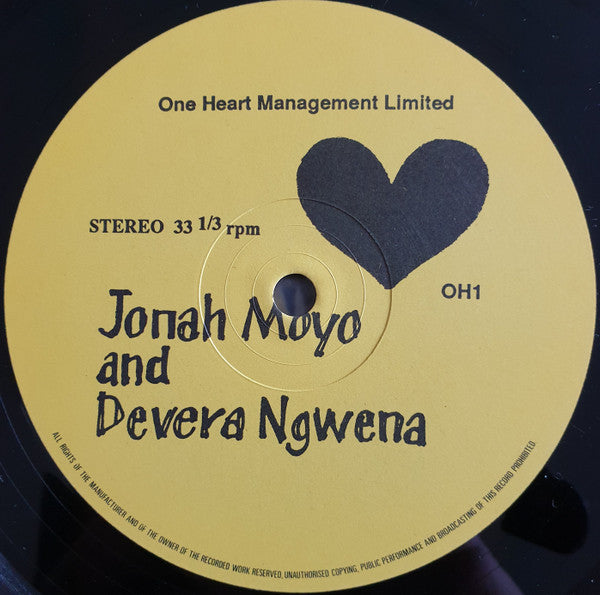 One Heart Management Limited
STEREO 33 1/3 rpm
OH1
Jonah Moyo
and
Devera Ngwena
ALL RIGHTS OF THE MANUFACTURER AND OF THE OWNER OF THE RECORDED WORK RESERVED, UNAUTHORISED COPYING, PUBLIC PERFORMANCE AND BROADCASTING OF THIS RECORD PROHIBITED.